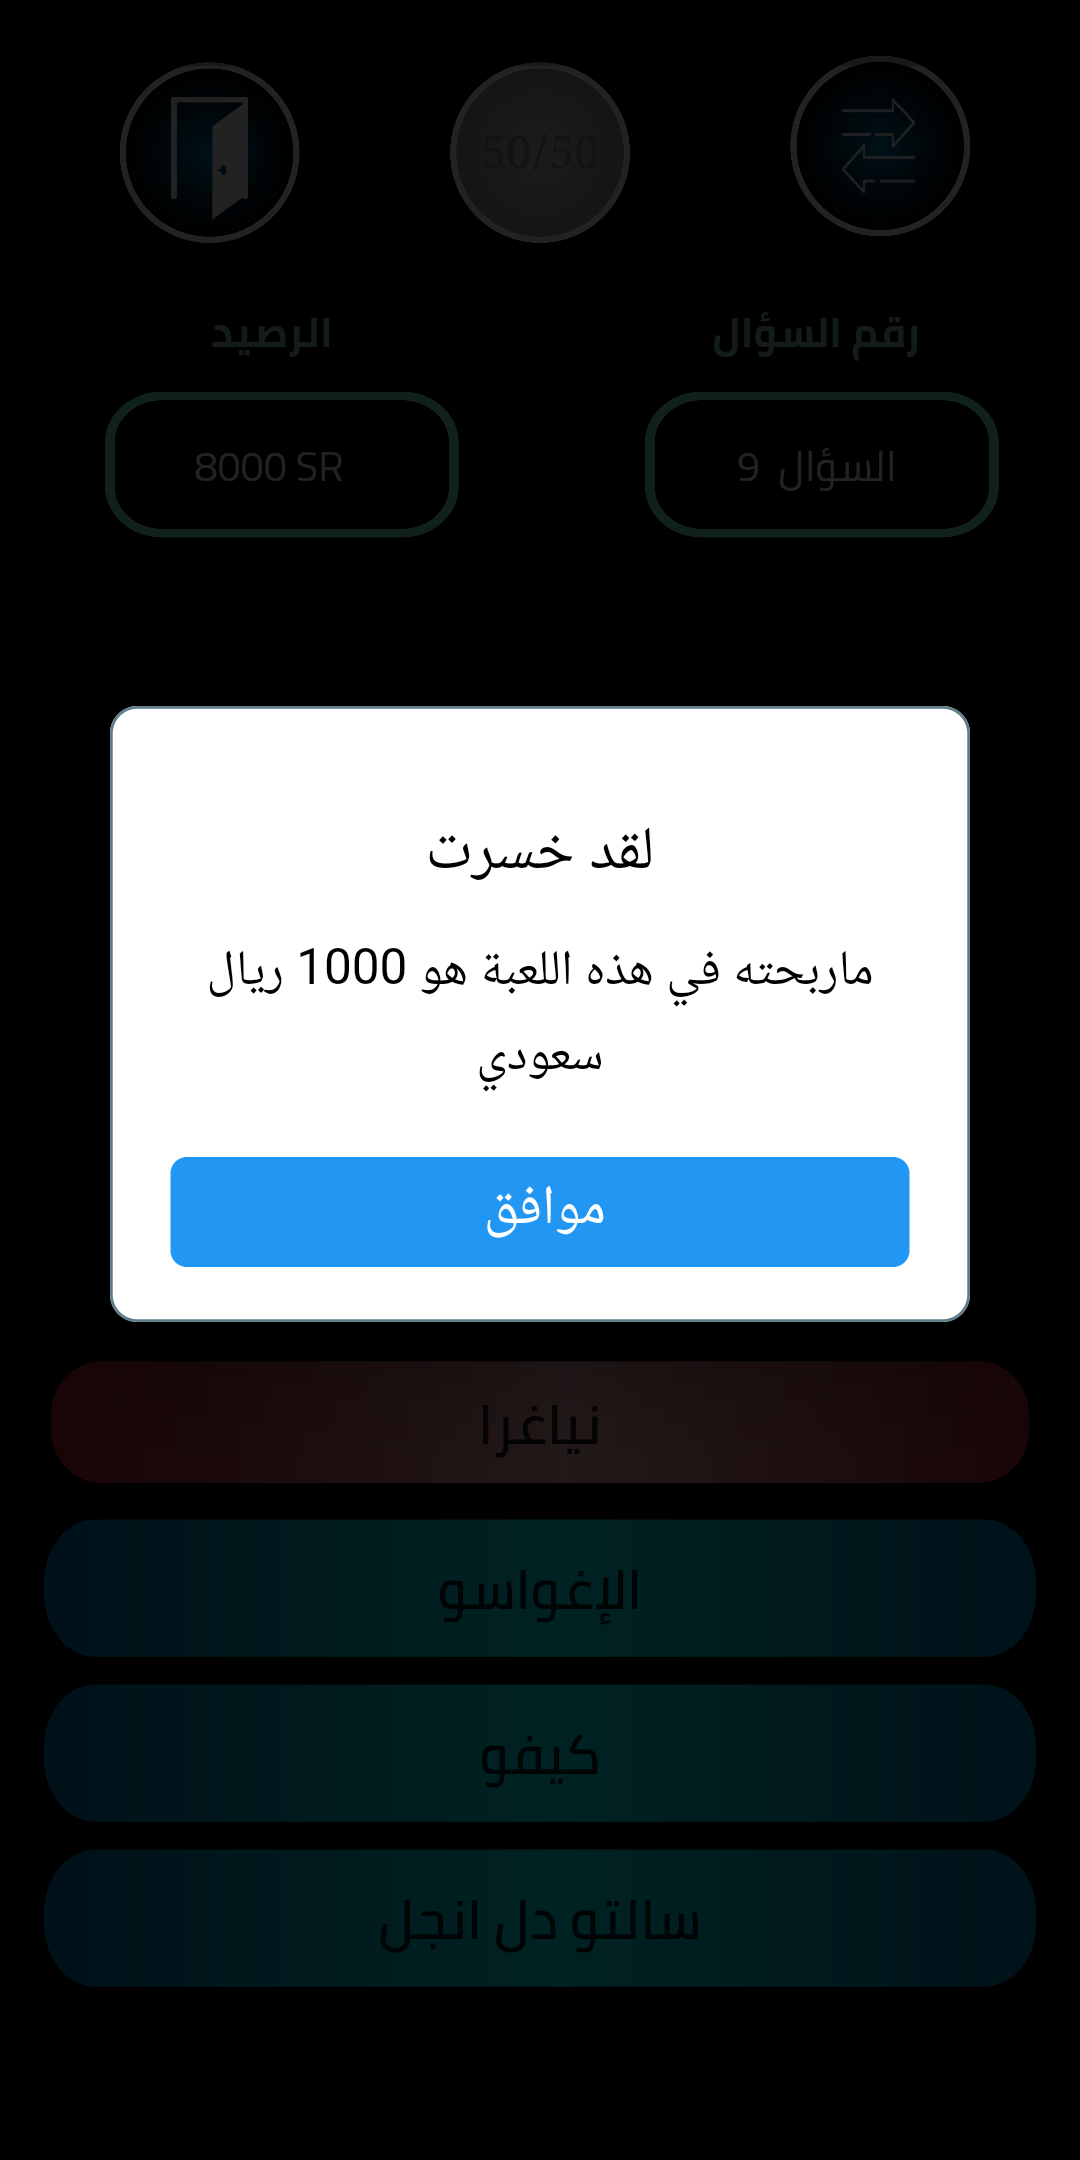 50/50
رقم السؤال
الرصيد
السؤال 9
8000 SR
لقد خسرت
ماربحته في هذه اللعبة هو 1000 ريال
سعودي
موافق
نياغرا
الإغواسو
كيفو
سالتو دل انجل